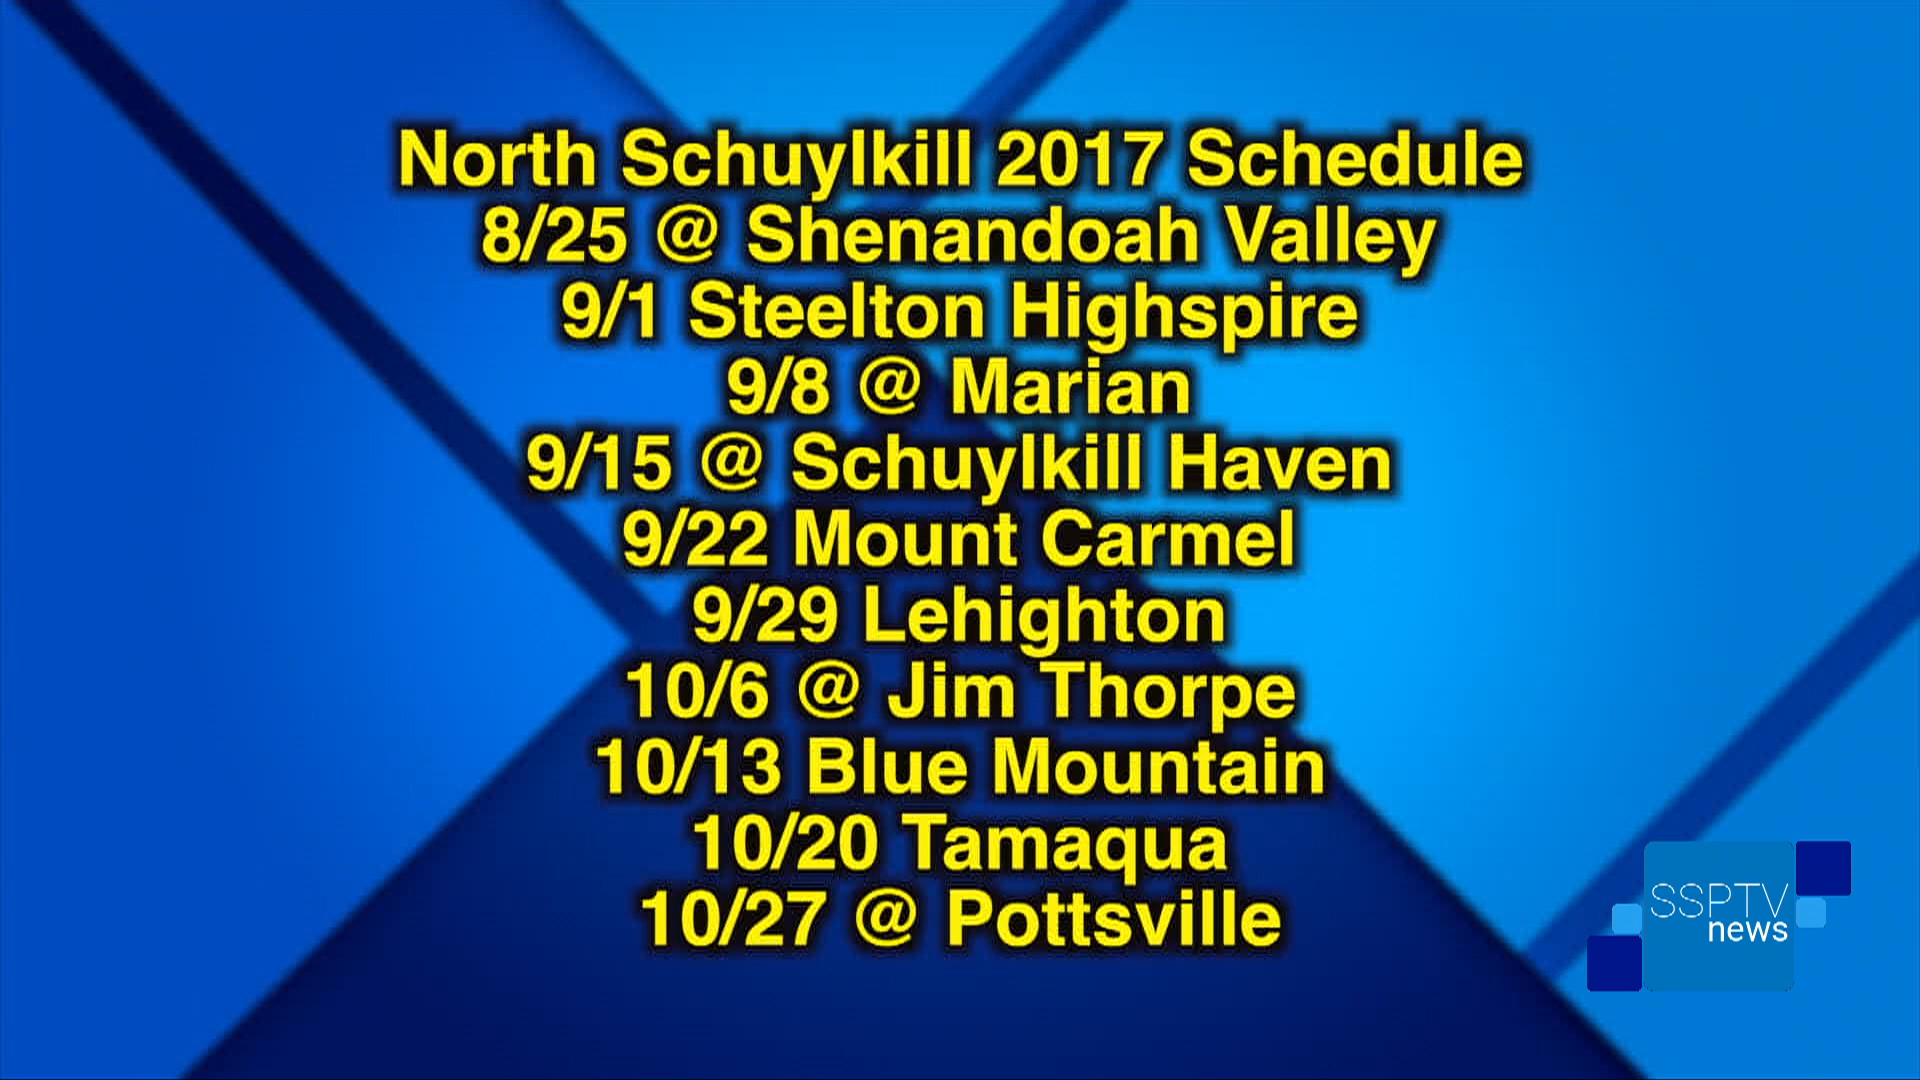 North Schuylkill 2017 Schedule
8/25 @ Shenandoah Valley
9/1 Steelton Highspire
9/8 @ Marian
9/15 @ Schuylkill Haven
9/22 Mount Carmel
9/29 Lehighton
10/6 @ Jim Thorpe
10/13 Blue Mountain
10/20 Tamaqua
10/27 @ Pottsville
SSPTV
news